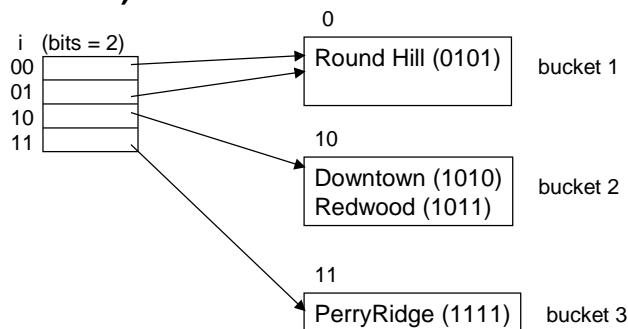 0
i (bits = 2)
00
01
10
11
Round Hill (0101)
bucket 1
10
Downtown (1010)
Redwood (1011)
bucket 2
11
PerryRidge (1111)
bucket 3